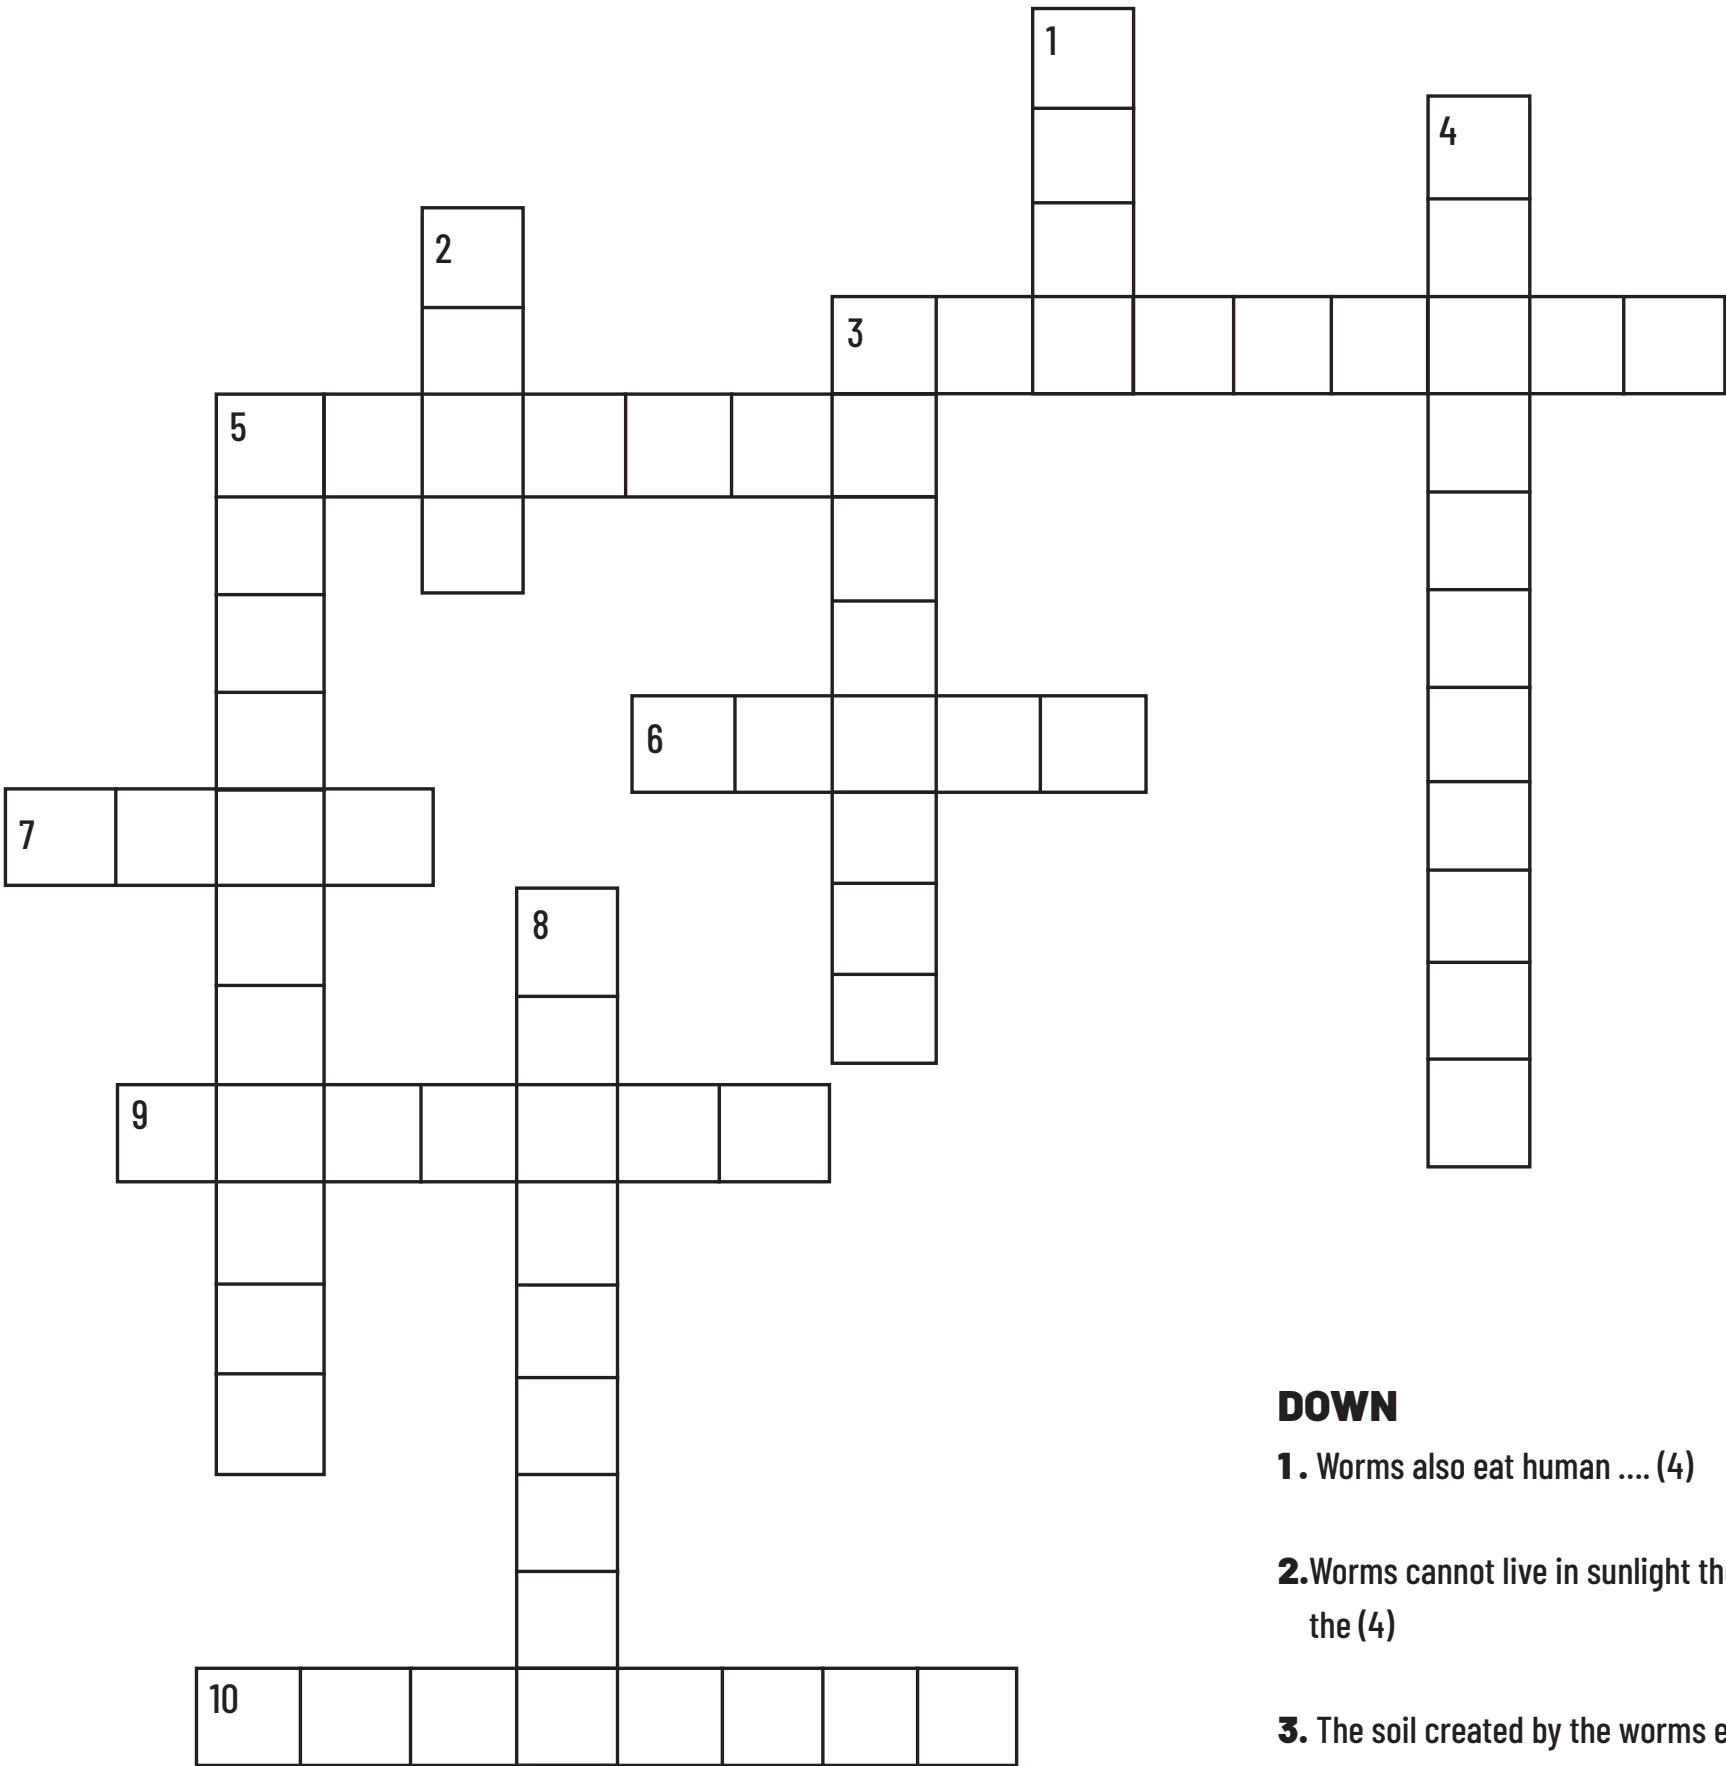 1
4
2
3
5
6
7
8
9
10
DOWN
1. Worms also eat human .... (4)
2.Worms cannot live in sunlight
the (4)
3. The soil created by the worms